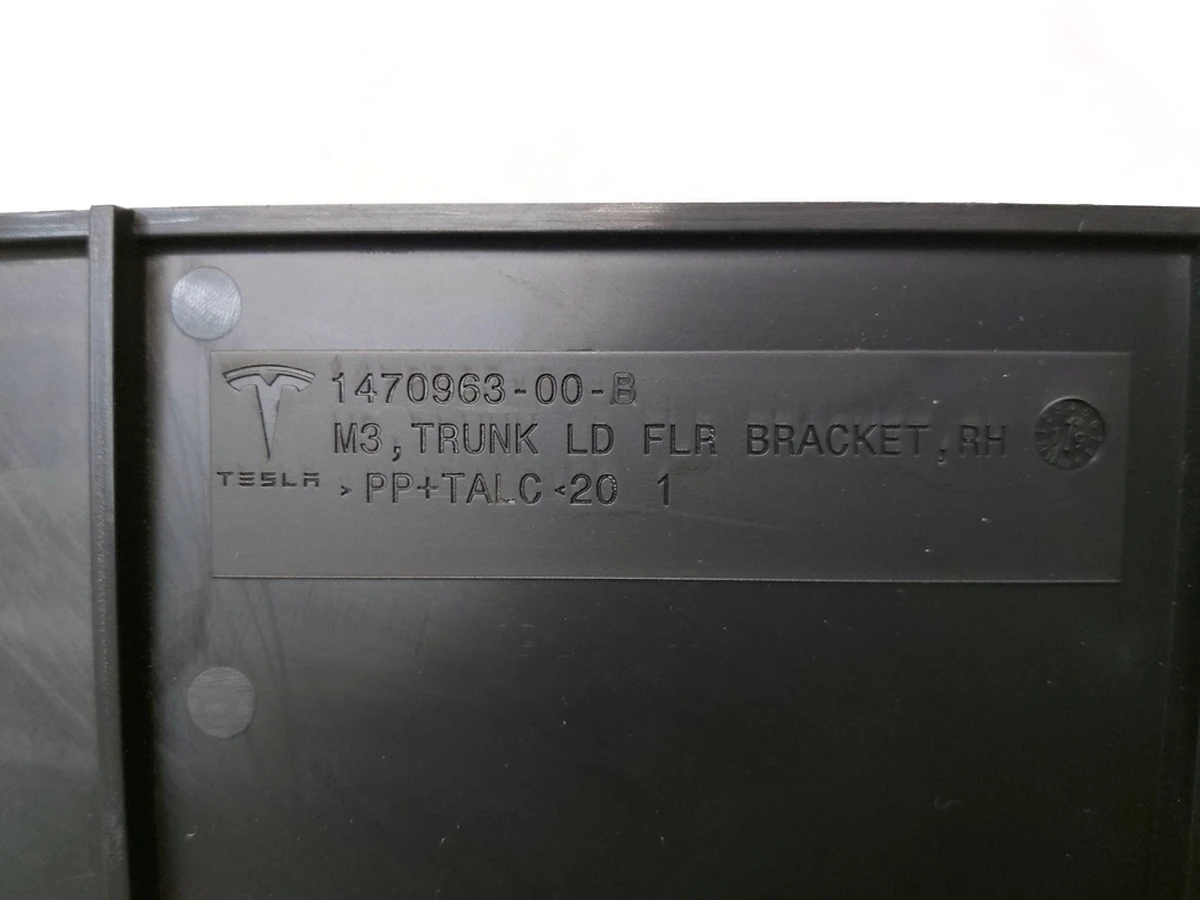 1470963-00-B
M3,TRUNK LD FLR BRACKET,RH
TESLA
>PP+TALC<20 1